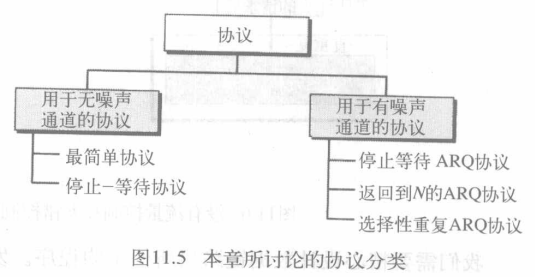 协议
用于无噪声
通道的协议
用于有噪声
通道的协议
最简单协议
停止-等待协议
停止等待 ARQ协议
返回到N的ARQ协议
选择性重复ARQ协议
图11.5 本章所讨论的协议分类